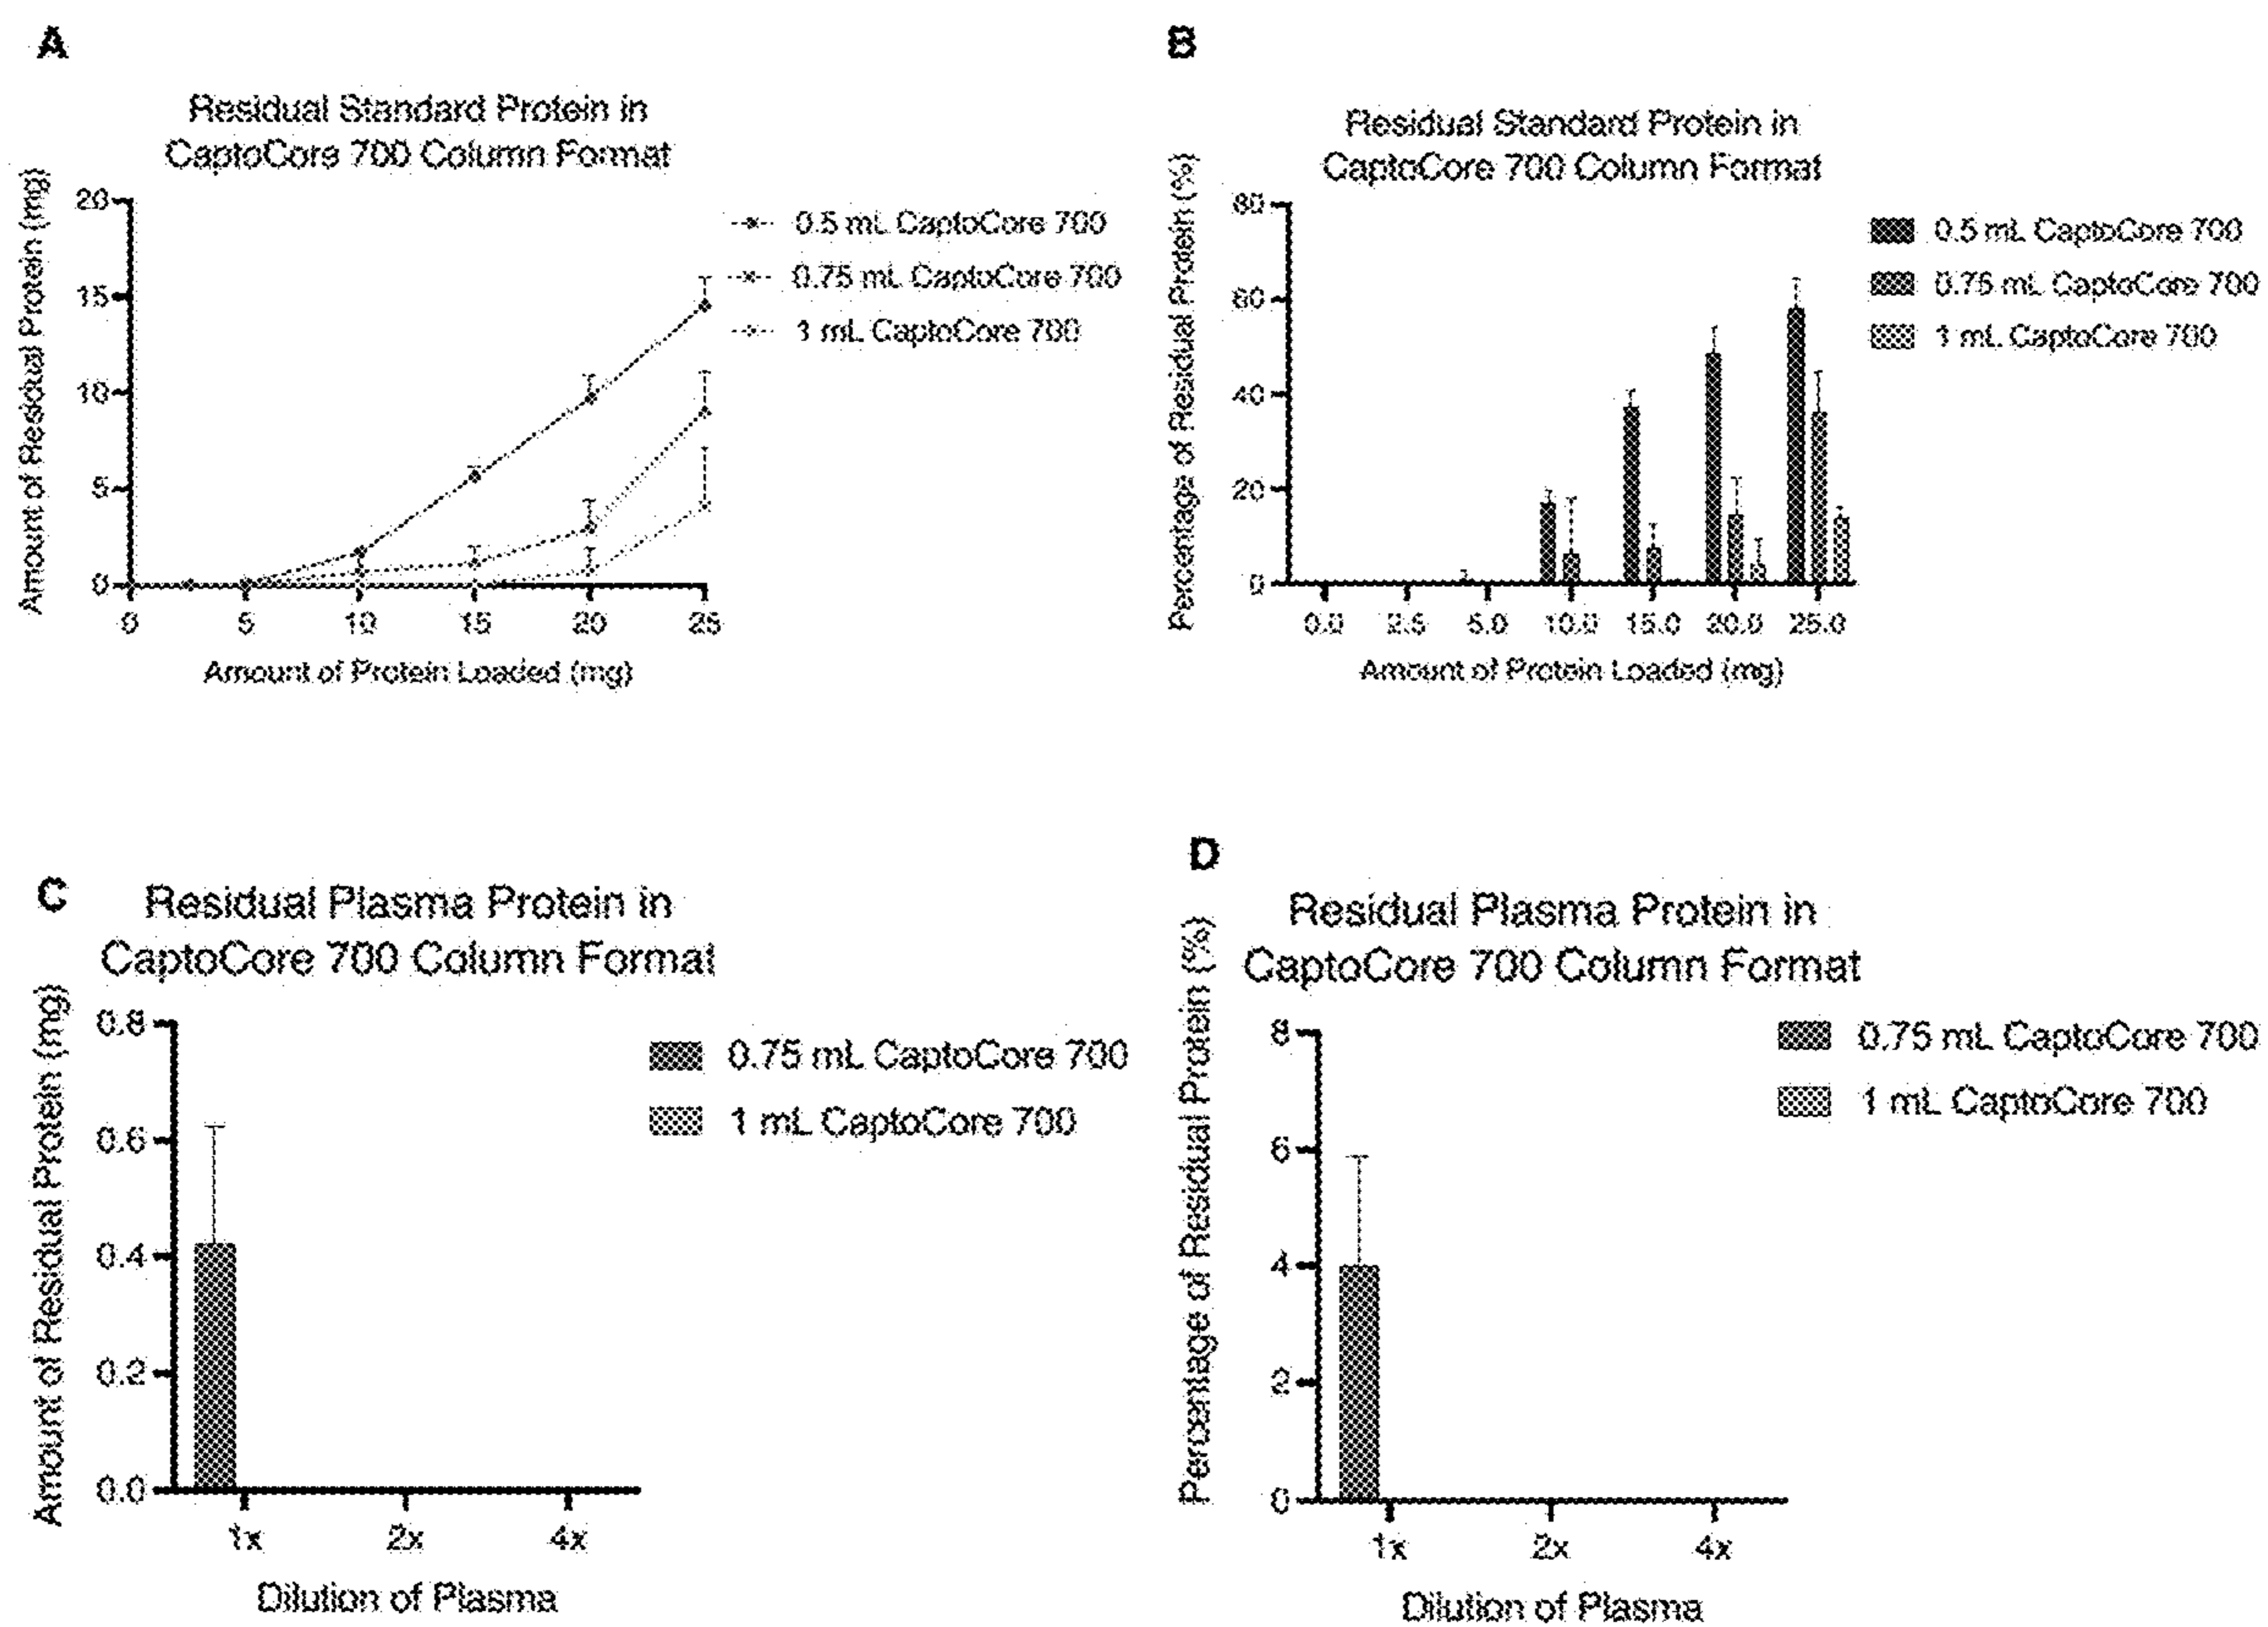 A
Residual Standard Protein in
CaptoCore 700 Column Format
Amount of Residual Protein (mg)
20
15
10
5
0
0 5 10 15 20 25
Amount of Protein Loaded (mg)
0.5 mL CaptoCore 700
0.75 mL CaptoCore 700
1 mL CaptoCore 700
B
Residual Standard Protein in
CaptoCore 700 Column Format
Percentage of Residual Protein (%)
80
60
40
20
0
0.0 2.5 5.0 10.0 15.0 20.0 25.0
Amount of Protein Loaded (mg)
0.5 mL CaptoCore 700
0.75 mL CaptoCore 700
1 mL CaptoCore 700
C
Residual Plasma Protein in
CaptoCore 700 Column Format
Amount of Residual Protein (mg)
0.8
0.6
0.4
0.2
0.0
1x 2x 4x
Dilution of Plasma
0.75 mL CaptoCore 700
1 mL CaptoCore 700
D
Residual Plasma Protein in
CaptoCore 700 Column Format
Percentage of Residual Protein (%)
8
6
4
2
0
1x 2x 4x
Dilution of Plasma
0.75 mL CaptoCore 700
1 mL CaptoCore 700